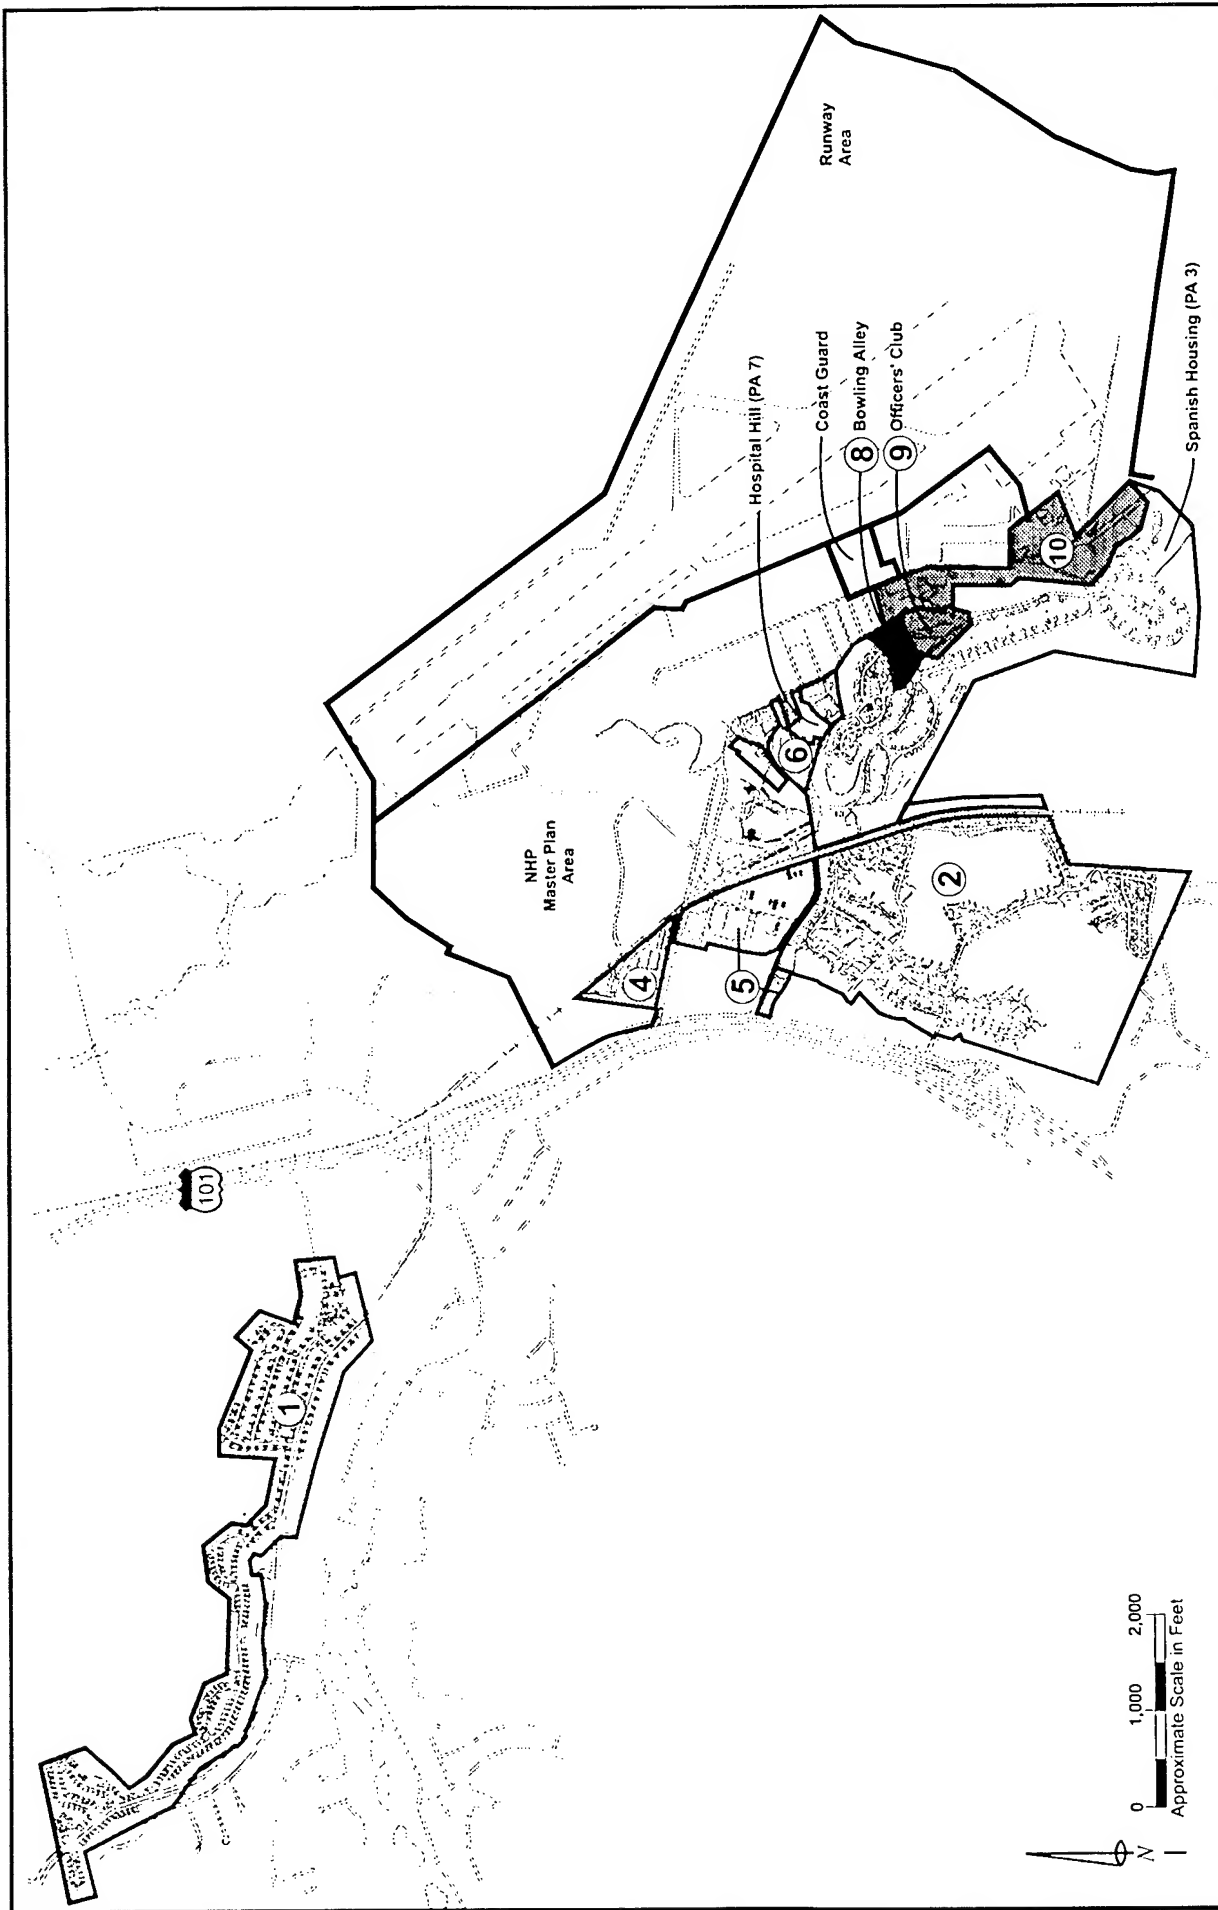 101
1
NHP
Master Plan
Area
Runway
Area
4
5
6
2
Hospital Hill (PA 7)
Coast Guard
8 Bowling Alley
9 Officers' Club
10
Spanish Housing (PA 3)
N
0 1,000 2,000
Approximate Scale in Feet